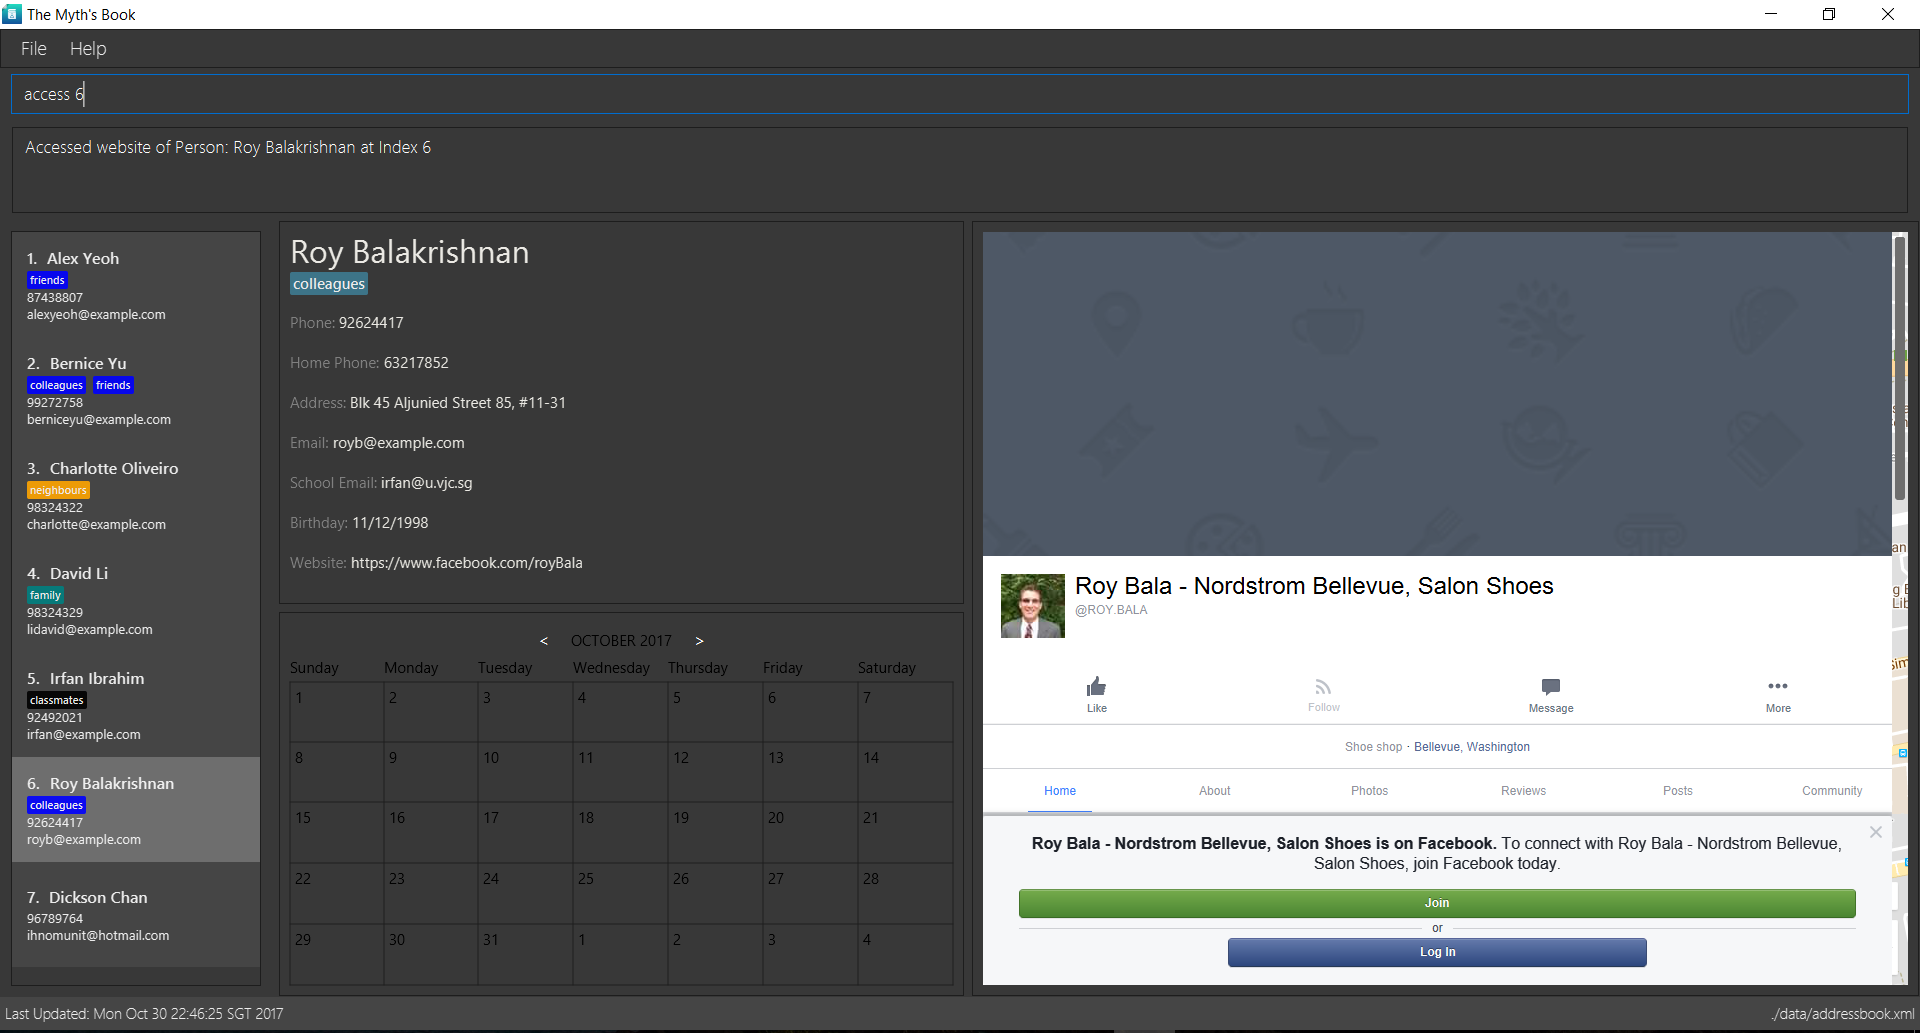 The Myth's Book
File Help
access 6
Accessed website of Person: Roy Balakrishnan at Index 6
1. Alex Yeoh
friends
87438807
alexyeoh@example.com
2. Bernice Yu
colleagues friends
99272758
berniceyu@example.com
3. Charlotte Oliveiro
neighbours
98324322
charlotte@example.com
4. David Li
family
98324329
lidavid@example.com
5. Irfan Ibrahim
classmates
92492021
irfan@example.com
6. Roy Balakrishnan
colleagues
92624417
royb@example.com
7. Dickson Chan
96789764
ihnomunit@hotmail.com
Roy Balakrishnan
colleagues
Phone: 92624417
Home Phone: 63217852
Address: Blk 45 Aljunied Street 85, #11-31
Email: royb@example.com
School Email: irfan@u.vjc.sg
Birthday: 11/12/1998
Website: https://www.facebook.com/royBala
< OCTOBER 2017 >
Sunday Monday Tuesday Wednesday Thursday Friday Saturday
1 2 3 4 5 6 7
8 9 10 11 12 13 14
15 16 17 18 19 20 21
22 23 24 25 26 27 28
29 30 31 1 2 3 4
Roy Bala - Nordstrom Bellevue, Salon Shoes
@ROY.BALA
Like Follow Message More
Shoe shop · Bellevue, Washington
Home About Photos Reviews Posts Community
Roy Bala - Nordstrom Bellevue, Salon Shoes is on Facebook. To connect with Roy Bala - Nordstrom Bellevue,
Salon Shoes, join Facebook today.
Join
or
Log In
Last Updated: Mon Oct 30 22:46:25 SGT 2017
./data/addressbook.xml